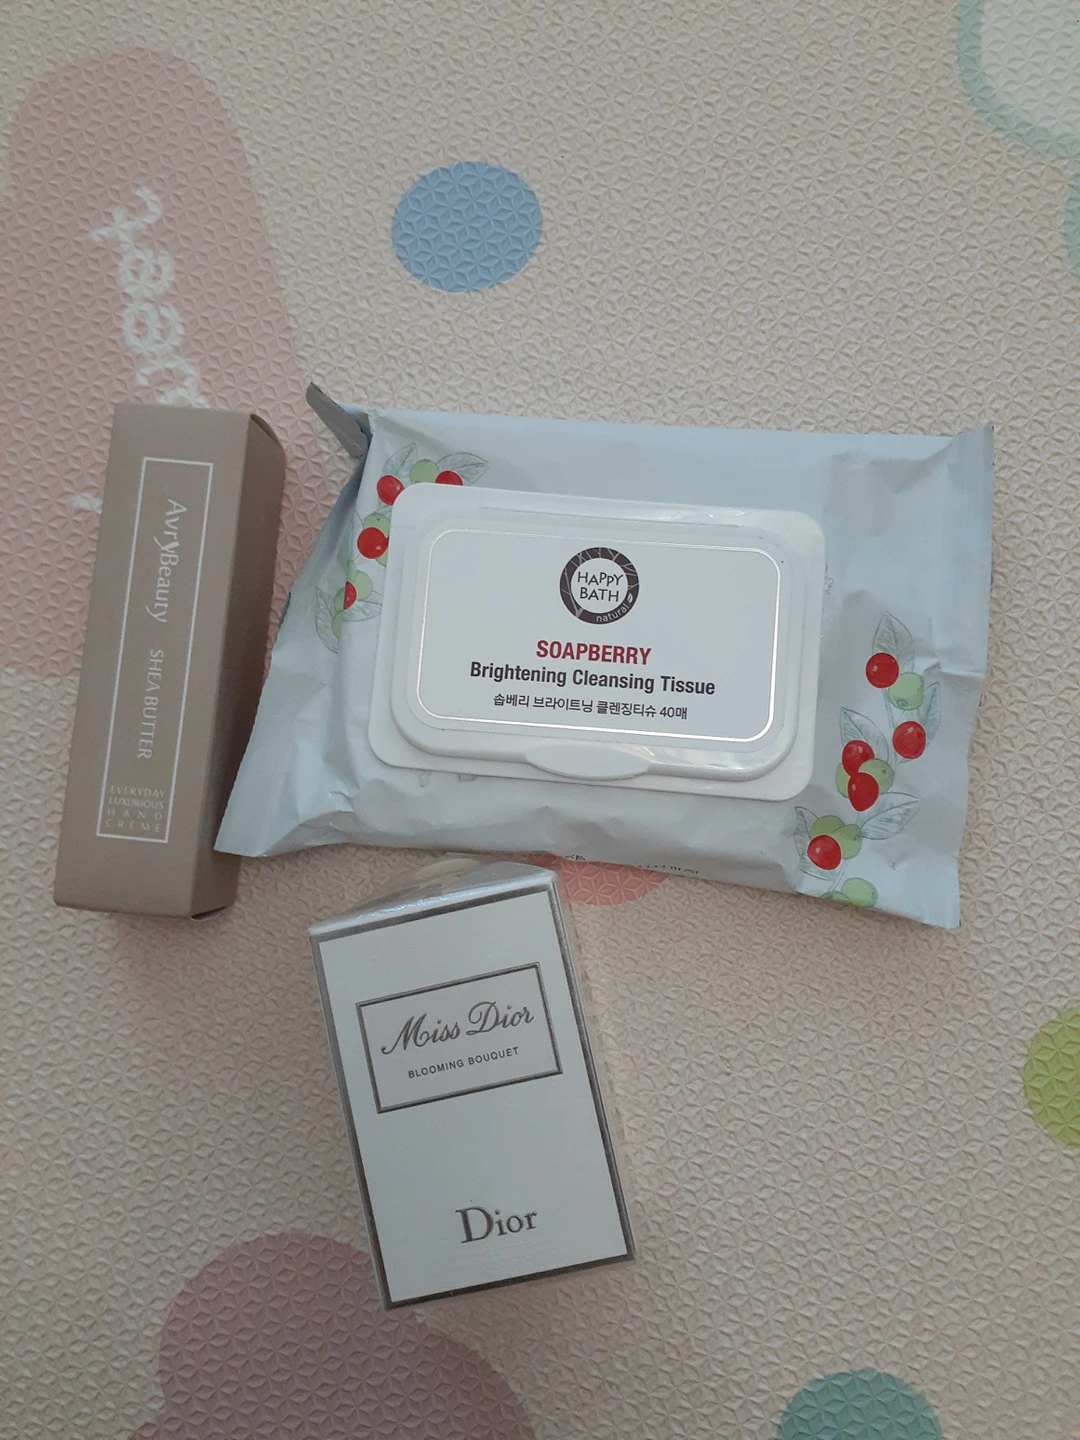 AvryBeauty SHEA BUTTER
EVERYDAY
LUXURIOUS
HAND
CRÈME
HAPPY
BATH
natural
SOAPBERRY
Brightening Cleansing Tissue
솝베리 브라이트닝 클렌징티슈 40매
Miss Dior
BLOOMING BOUQUET
Dior